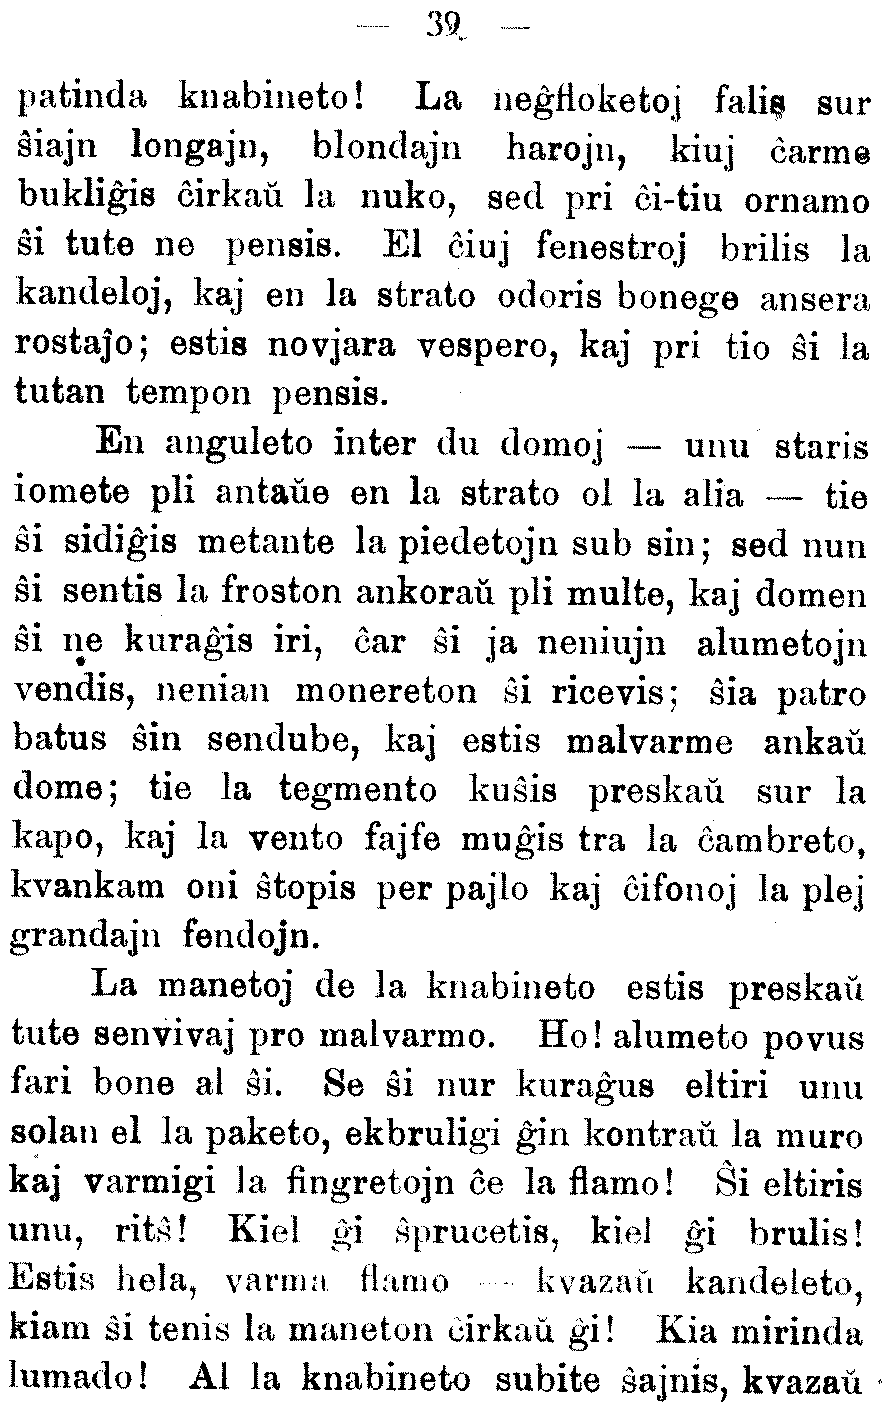 — 39 —
patinda knabineto! La neĝfloketoj falis sur
ŝiajn longajn, blondajn harojn, kiuj ĉarme
bukliĝis ĉirkaŭ la nuko, sed pri ĉi-tiu ornamo
ŝi tute ne pensis. El ĉiuj fenestroj brilis la
kandeloj, kaj en la strato odoris bonege ansera
rostaĵo; estis novjara vespero, kaj pri tio ŝi la
tutan tempon pensis.
En anguleto inter du domoj — unu staris
iomete pli antaŭe en la strato ol la alia — tie
ŝi sidiĝis metante la piedetojn sub sin; sed nun
ŝi sentis la froston ankoraŭ pli multe, kaj domen
ŝi ne kuraĝis iri, ĉar ŝi ja neniujn alumetojn
vendis, nenian monereton ŝi ricevis; ŝia patro
batus ŝin sendube, kaj estis malvarme ankaŭ
dome; tie la tegmento kuŝis preskaŭ sur la
kapo, kaj la vento fajfe muĝis tra la ĉambreto,
kvankam oni ŝtopis per pajlo kaj ĉifonoj la plej
grandajn fendojn.
La manetoj de la knabineto estis preskaŭ
tute senvivaj pro malvarmo. Ho! alumeto povus
fari bone al ŝi. Se ŝi nur kuraĝus eltiri unu
solan el la paketo, ekbruligi ĝin kontraŭ la muro
kaj varmigi la fingretojn ĉe la flamo! Ŝi eltiris
unu, ritŝ! Kiel ĝi ŝprucetis, kiel ĝi brulis!
Estis hela, varma flamo — kvazaŭ kandeleto,
kiam ŝi tenis la maneton ĉirkaŭ ĝi! Kia mirinda
lumado! Al la knabineto subite ŝajnis, kvazaŭ